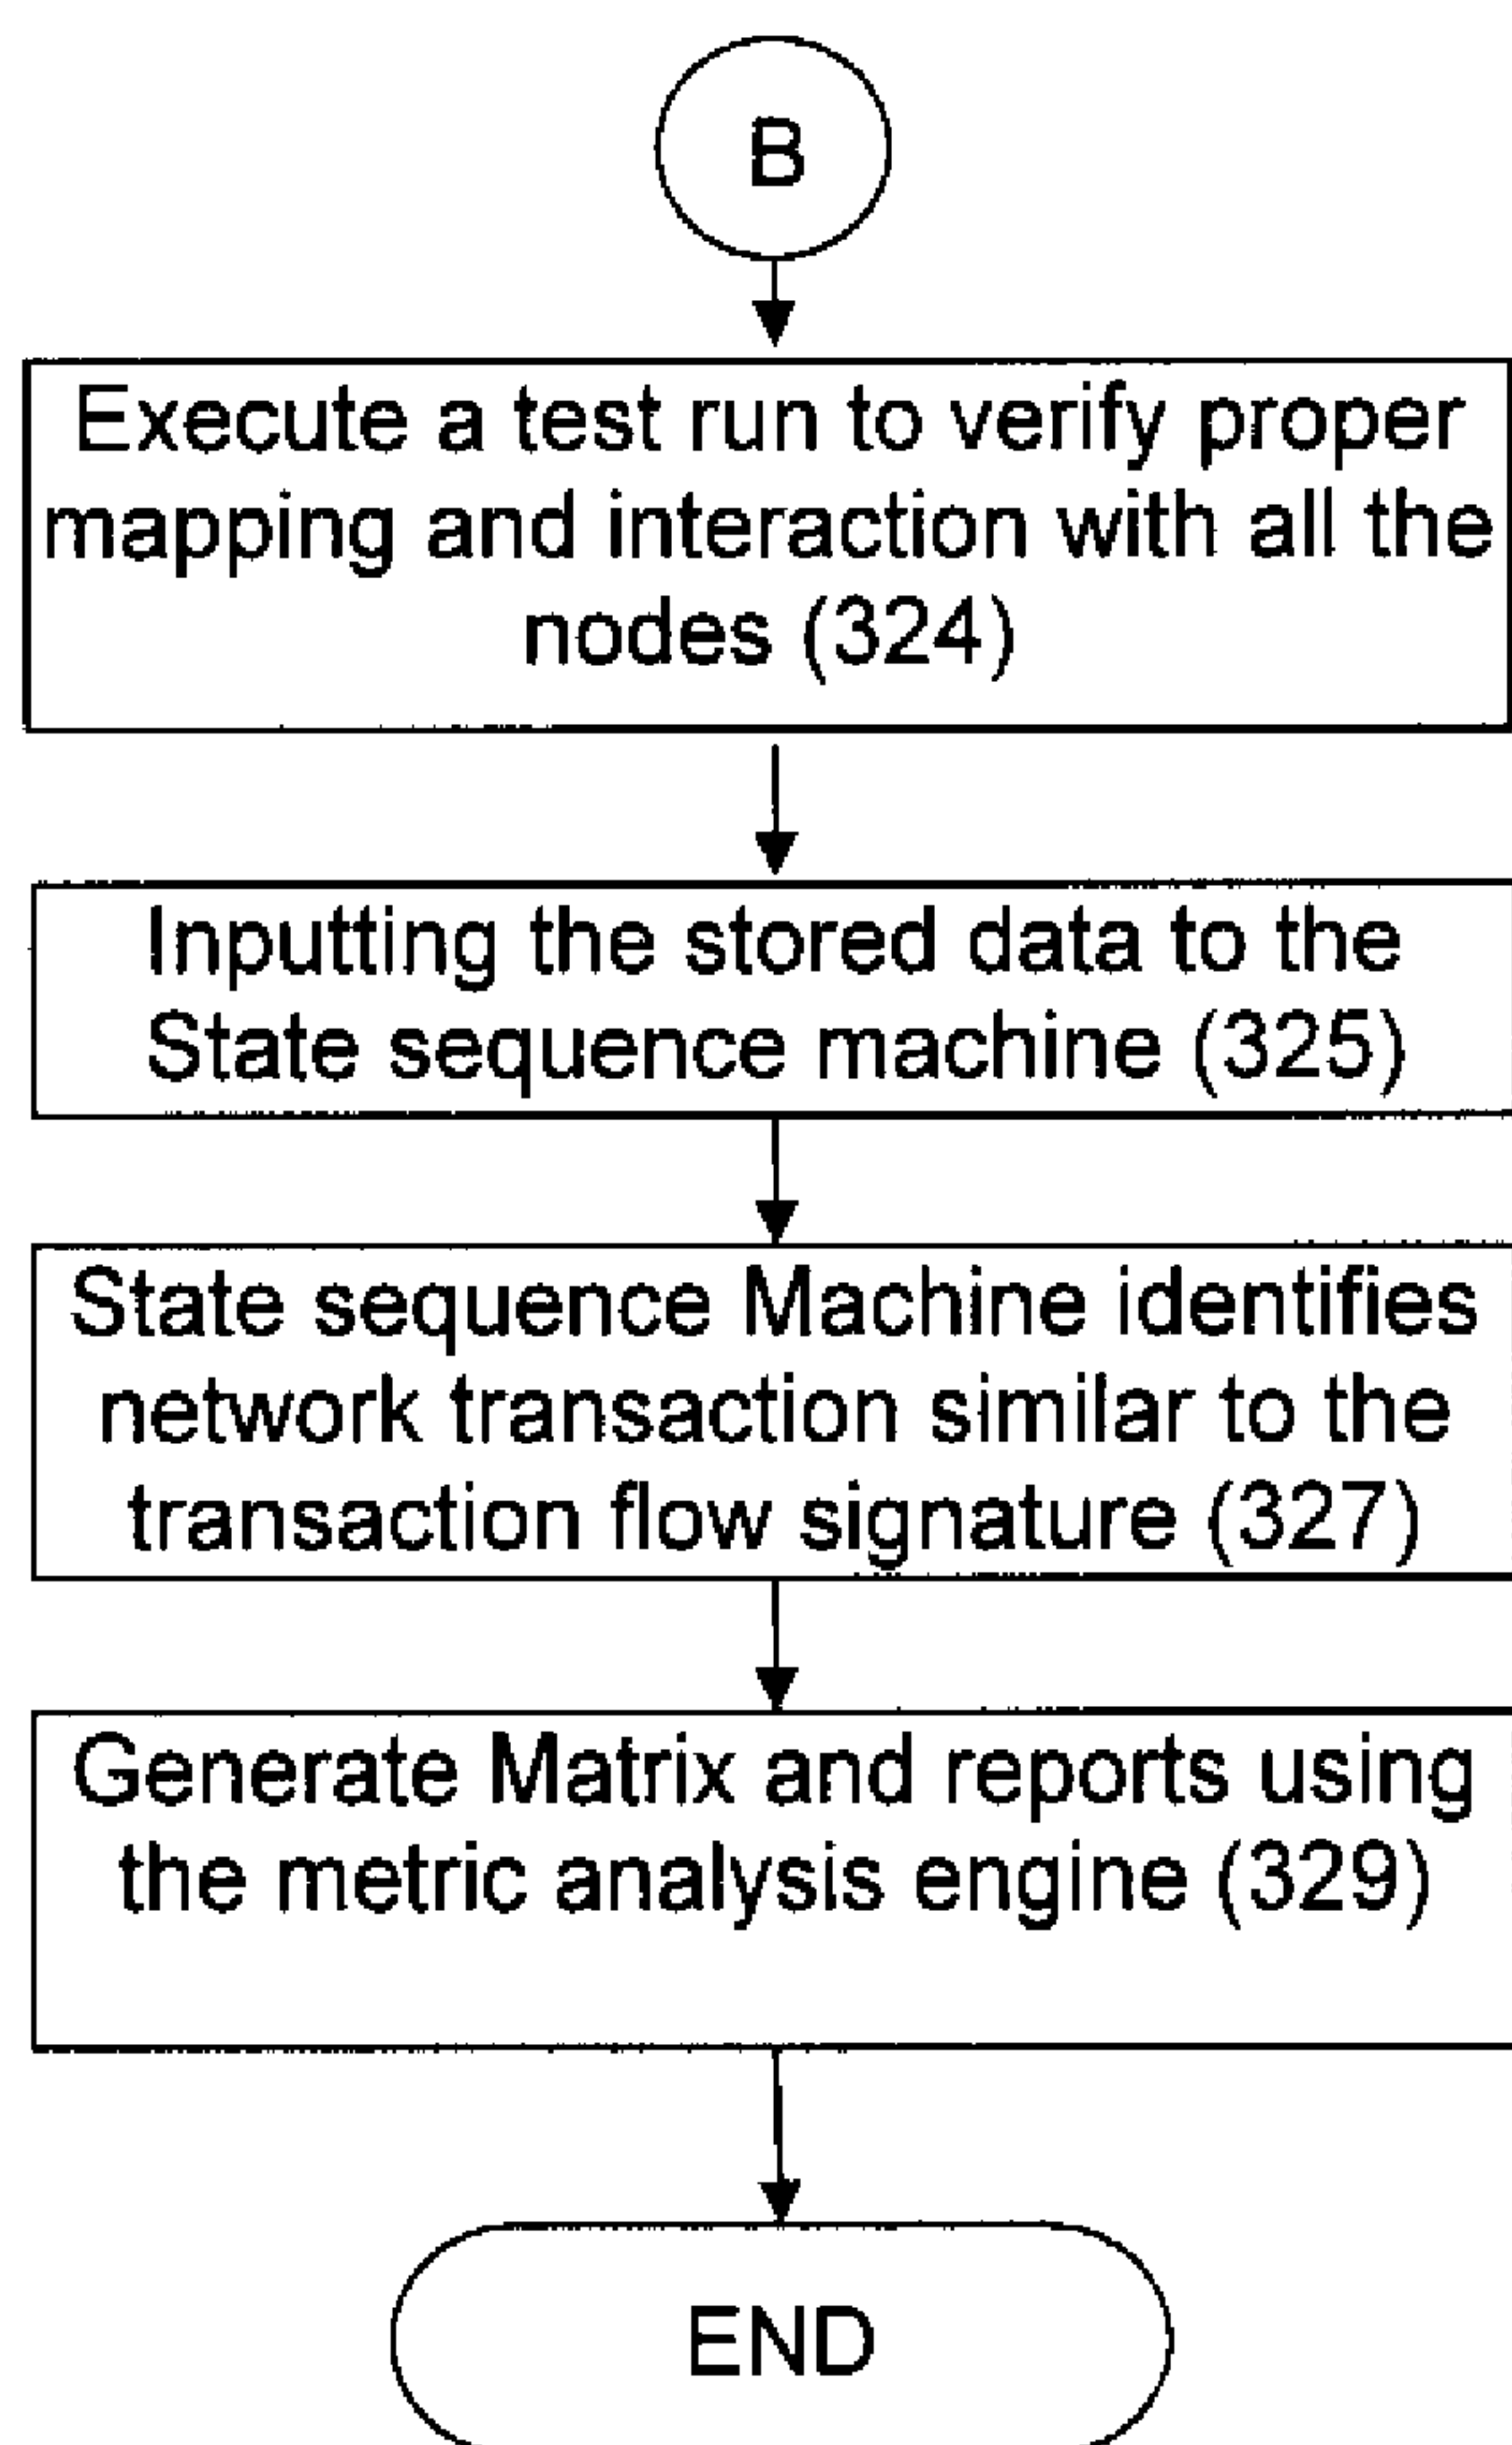 B
Execute a test run to verify proper
mapping and interaction with all the
nodes (324)
Inputting the stored data to the
State sequence machine (325)
State sequence Machine identifies
network transaction similar to the
transaction flow signature (327)
Generate Matrix and reports using
the metric analysis engine (329)
END